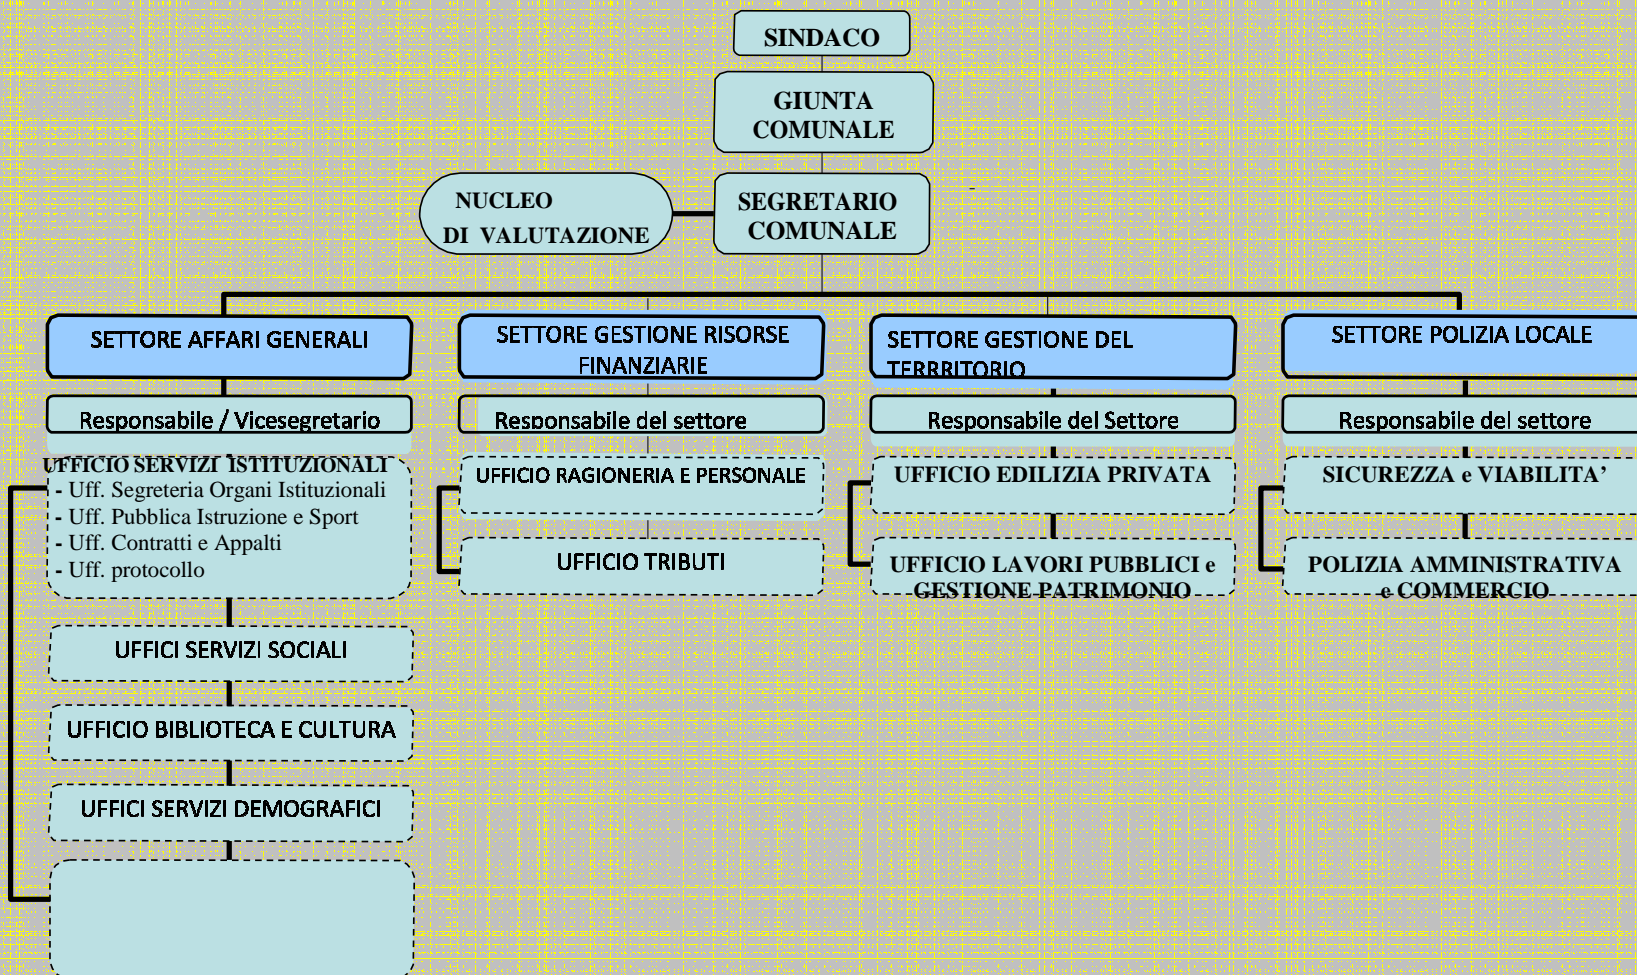 SINDACO
GIUNTA
COMUNALE
NUCLEO
DI VALUTAZIONE
SEGRETARIO
COMUNALE
-
SETTORE AFFARI GENERALI
Responsabile / Vicesegretario
UFFICIO SERVIZI ISTITUZIONALI
- Uff. Segreteria Organi Istituzionali
- Uff. Pubblica Istruzione e Sport
- Uff. Contratti e Appalti
- Uff. protocollo
UFFICI SERVIZI SOCIALI
UFFICIO BIBLIOTECA E CULTURA
UFFICI SERVIZI DEMOGRAFICI
SETTORE GESTIONE RISORSE
FINANZIARIE
Responsabile del settore
UFFICIO RAGIONERIA E PERSONALE
UFFICIO TRIBUTI
SETTORE GESTIONE DEL
TERRRITORIO
Responsabile del Settore
UFFICIO EDILIZIA PRIVATA
UFFICIO LAVORI PUBBLICI e
GESTIONE PATRIMONIO
SETTORE POLIZIA LOCALE
Responsabile del settore
SICUREZZA e VIABILITA’
POLIZIA AMMINISTRATIVA
e COMMERCIO